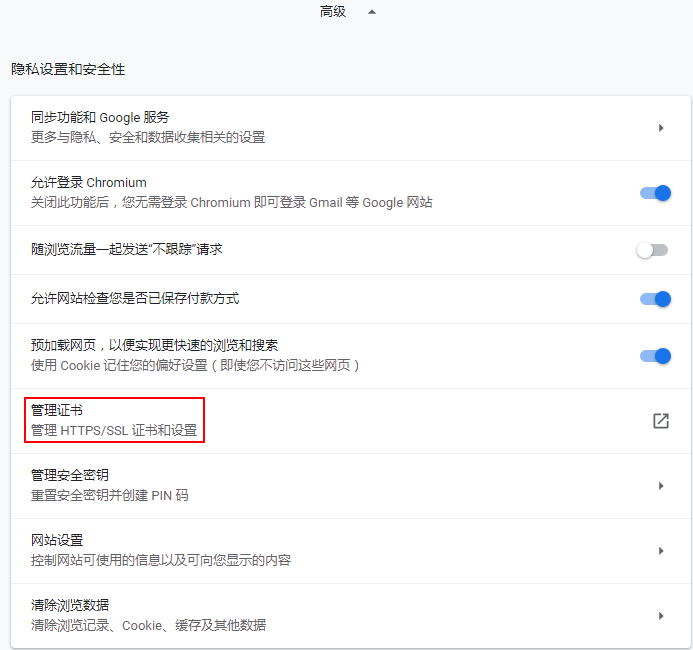 高级
隐私设置和安全性
同步功能和 Google 服务
更多与隐私、安全和数据收集相关的设置
允许登录 Chromium
关闭此功能后，您无需登录 Chromium 即可登录 Gmail 等 Google 网站
随浏览流量一起发送“不跟踪”请求
允许网站检查您是否已保存付款方式
预加载网页，以便实现更快速的浏览和搜索
使用 Cookie 记住您的偏好设置（即使您不访问这些网页）
管理证书
管理 HTTPS/SSL 证书和设置
管理安全密钥
重置安全密钥并创建 PIN 码
网站设置
控制网站可使用的信息以及可向您显示的内容
清除浏览数据
清除浏览记录、Cookie、缓存及其他数据